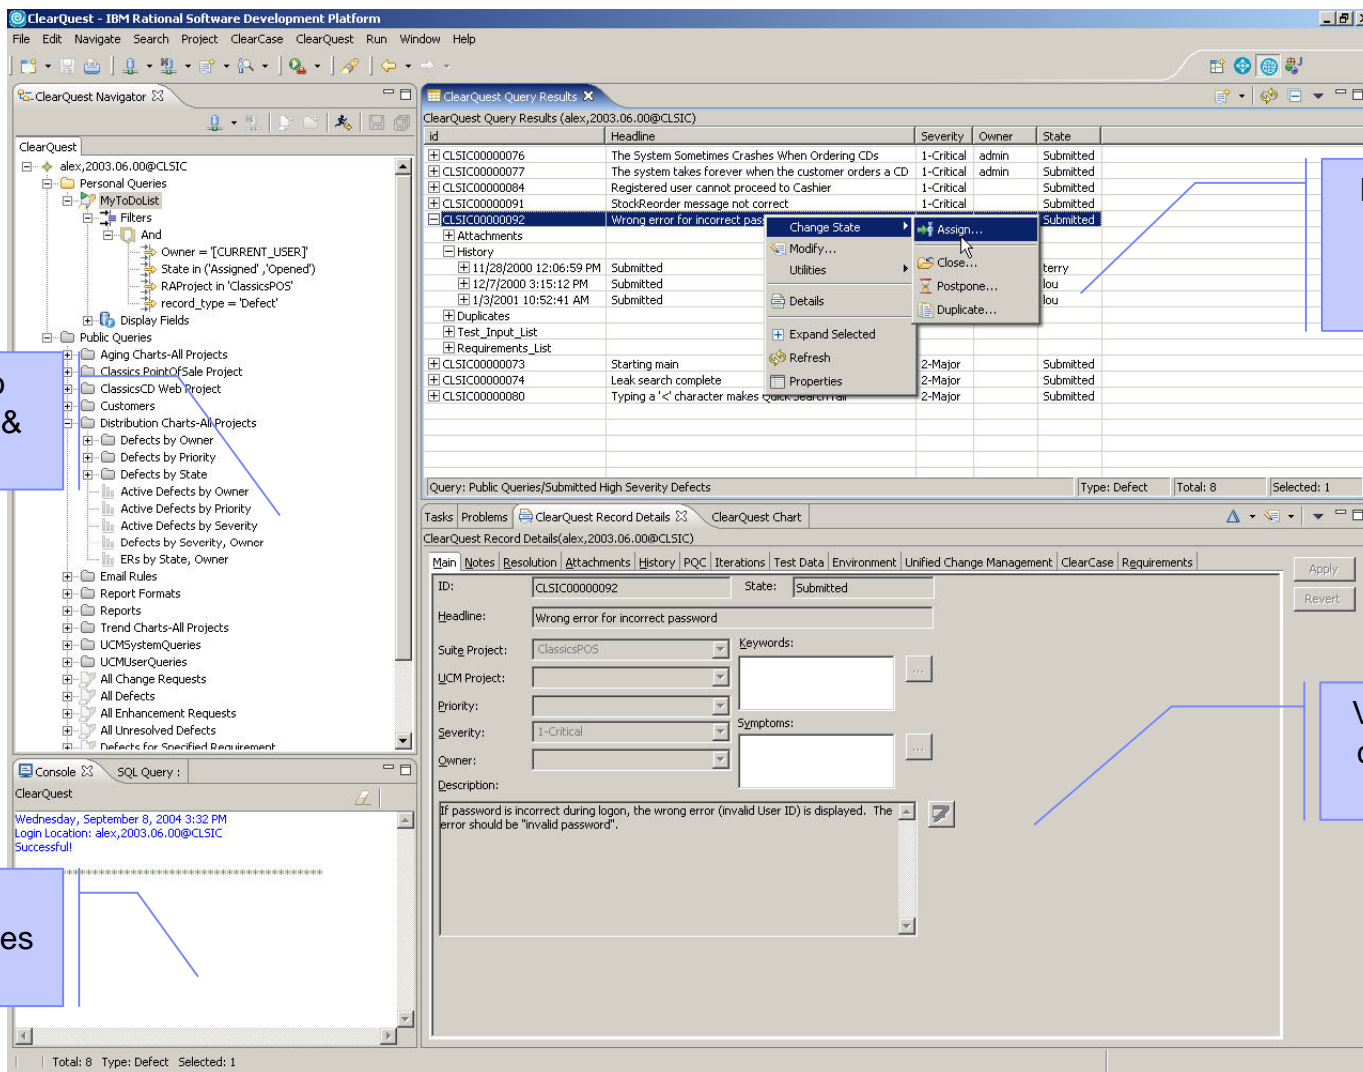 ClearQuest - IBM Rational Software Development Platform
File Edit Navigate Search Project ClearCase ClearQuest Run Window Help
ClearQuest Navigator
ClearQuest
alex,2003.06.00@CLSIC
Personal Queries
MyToDoList
Filters
And
Owner = '[CURRENT_USER]'
State in ('Assigned' ,'Opened')
RAProject in 'ClassicsPOS'
record_type = 'Defect'
Display Fields
Public Queries
Aging Charts-All Projects
Classics PointOfSale Project
ClassicsCD Web Project
Customers
Distribution Charts-All Projects
Defects by Owner
Defects by Priority
Defects by State
Active Defects by Owner
Active Defects by Priority
Active Defects by Severity
Defects by Severity, Owner
ERs by State, Owner
Email Rules
Report Formats
Reports
Trend Charts-All Projects
UCMSystemQueries
UCMUserQueries
All Change Requests
All Defects
All Enhancement Requests
All Unresolved Defects
Defects for Specified Requirement
&
ClearQuest Query Results
ClearQuest Query Results (alex,2003.06.00@CLSIC)
id Headline Severity Owner State
CLSIC00000076 The System Sometimes Crashes When Ordering CDs 1-Critical admin Submitted
CLSIC00000077 The system takes forever when the customer orders a CD 1-Critical admin Submitted
CLSIC00000084 Registered user cannot proceed to Cashier 1-Critical Submitted
CLSIC00000091 StockReorder message not correct 1-Critical Submitted
CLSIC00000092 Wrong error for incorrect pass Submitted
Attachments
History
11/28/2000 12:06:59 PM Submitted terry
12/7/2000 3:15:12 PM Submitted lou
1/3/2001 10:52:41 AM Submitted lou
Duplicates
Test_Input_List
Requirements_List
CLSIC00000073 Starting main 2-Major Submitted
CLSIC00000074 Leak search complete 2-Major Submitted
CLSIC00000080 Typing a '<' character makes Quick Search fail 2-Major Submitted
Change State
Modify...
Utilities
Details
Expand Selected
Refresh
Properties
Assign...
Close...
Postpone...
Duplicate...
Query: Public Queries/Submitted High Severity Defects Type: Defect Total: 8 Selected: 1
Tasks Problems ClearQuest Record Details ClearQuest Chart
ClearQuest Record Details(alex,2003.06.00@CLSIC)
Main Notes Resolution Attachments History PQC Iterations Test Data Environment Unified Change Management ClearCase Requirements
Apply
Revert
ID: CLSIC00000092 State: Submitted
Headline: Wrong error for incorrect password
Suite Project: ClassicsPOS Keywords:
...
UCM Project:
Priority:
Severity: 1-Critical Symptoms:
...
Owner:
Description:
If password is incorrect during logon, the wrong error (invalid User ID) is displayed. The
error should be "invalid password".
Console SQL Query :
ClearQuest
Wednesday, September 8, 2004 3:32 PM
Login Location: alex,2003.06.00@CLSIC
Successful!
************************************************
es
Total: 8 Type: Defect Selected: 1